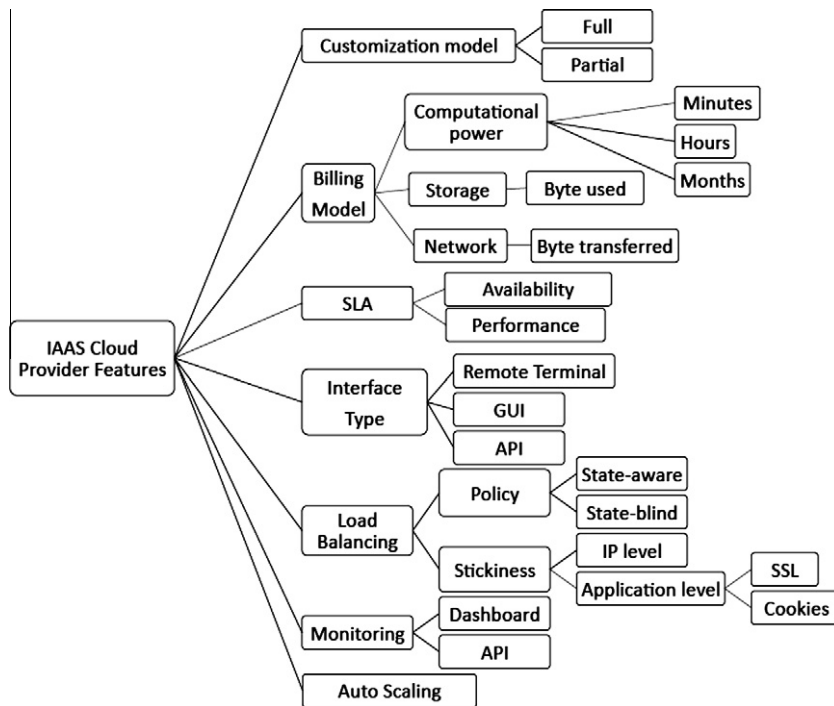 Customization model
Full
Partial
Billing
Model
Computational
power
Minutes
Hours
Months
Storage
Byte used
Network
Byte transferred
SLA
Availability
Performance
IAAS Cloud
Provider Features
Interface
Type
Remote Terminal
GUI
API
Load
Balancing
Policy
State-aware
State-blind
Stickiness
IP level
Application level
SSL
Cookies
Monitoring
Dashboard
API
Auto Scaling